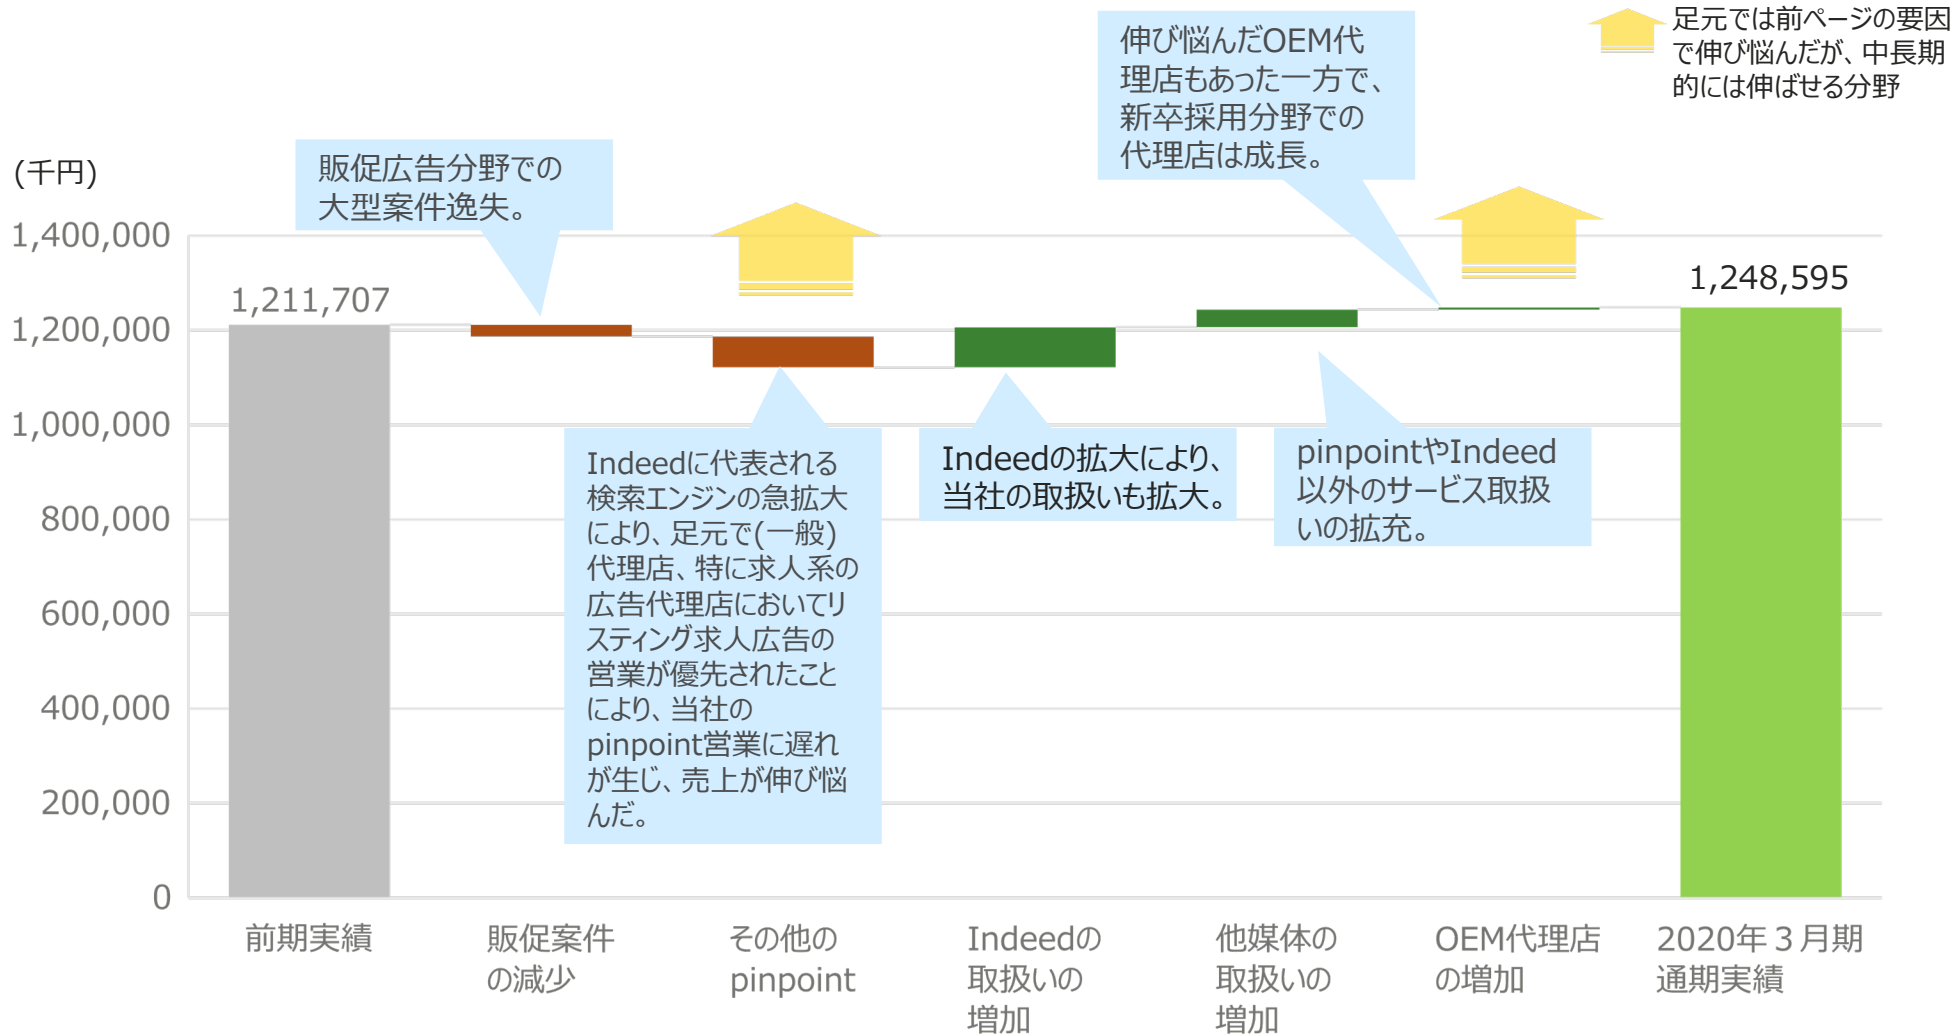 足元では前ページの要因
で伸び悩んだが、中長期
的には伸ばせる分野
伸び悩んだOEM代
理店もあった一方で、
新卒採用分野での
代理店は成長。
販促広告分野での
大型案件逸失。
(千円)
1,400,000
1,200,000
1,000,000
800,000
600,000
400,000
200,000
0
1,211,707
1,248,595
Indeedに代表される
検索エンジンの急拡大
により、足元で(一般)
代理店、特に求人系の
広告代理店においてリ
スティング求人広告の
営業が優先されたこと
により、当社の
pinpoint営業に遅れ
が生じ、売上が伸び悩
んだ。
Indeedの拡大により、
当社の取扱いも拡大。
pinpointやIndeed
以外のサービス取扱
いの拡充。
前期実績
販促案件
の減少
その他の
pinpoint
Indeedの
取扱いの
増加
他媒体の
取扱いの
増加
OEM代理店
の増加
2020年３月期
通期実績